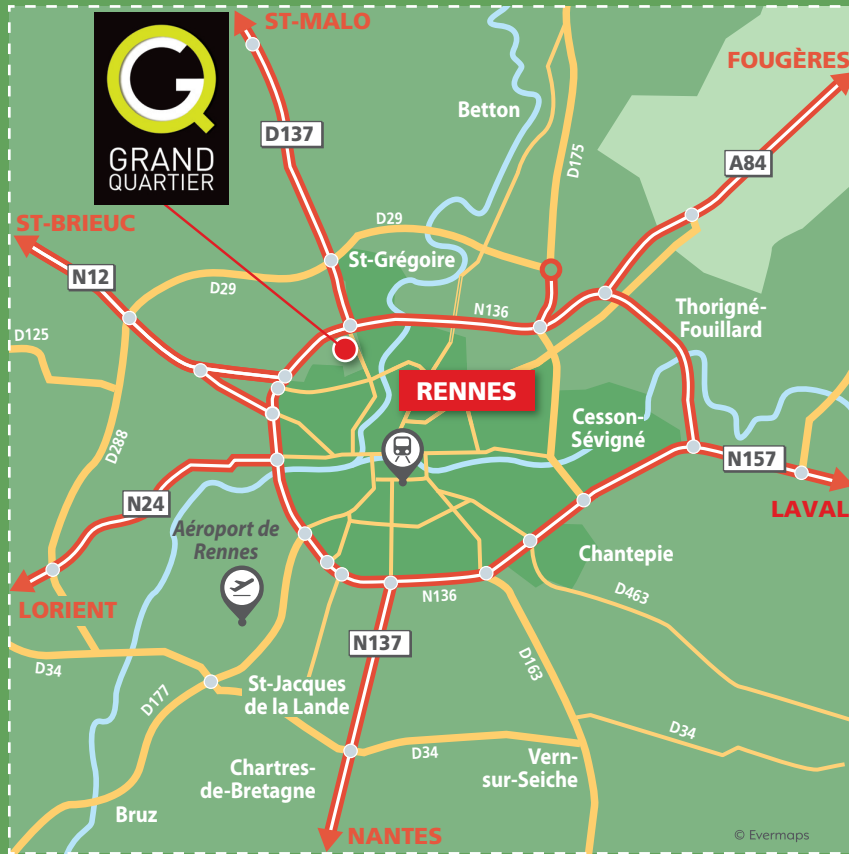 ST-MALO
GRAND
QUARTIER
FOUGÈRES
Betton
D137
D175
A84
ST-BRIEUC
D29
St-Grégoire
N12
D29
N136
Thorigné-
Fouillard
D125
RENNES
Cesson-
Sévigné
D288
N157
N24
LAVAL
Aéroport de
Rennes
Chantepie
N136
D463
LORIENT
N137
D34
D163
D177
St-Jacques
de la Lande
D34
D34
Chartres-
de-Bretagne
Vern-
sur-Seiche
Bruz
NANTES
© Evermaps